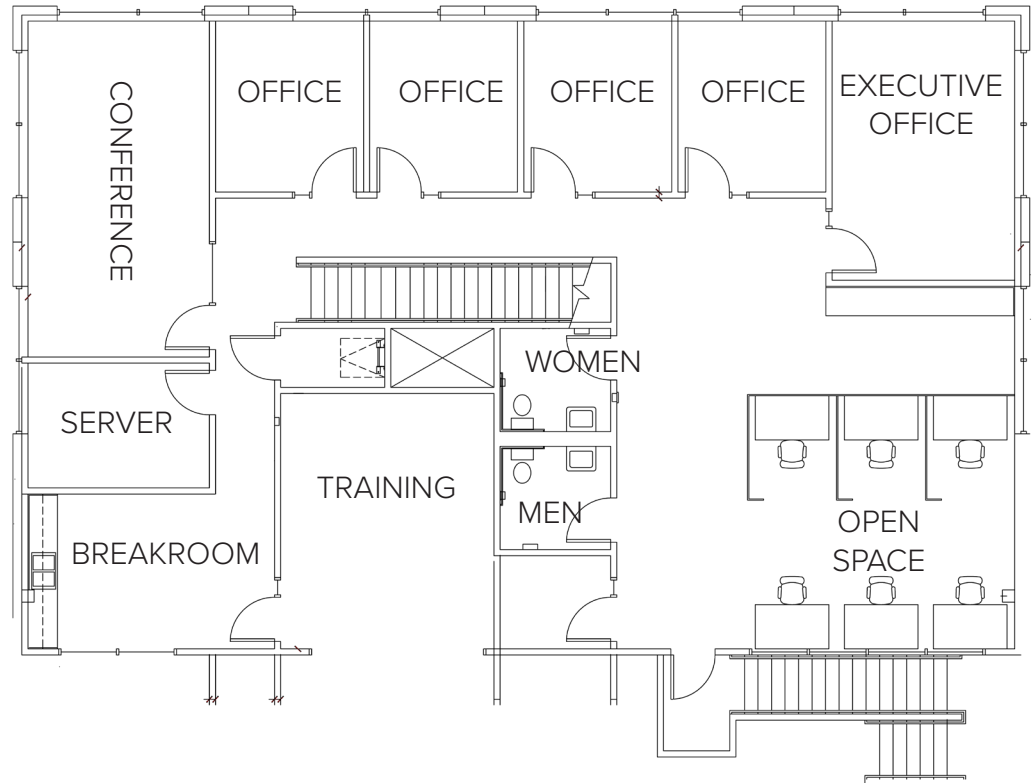 CONFERENCE
OFFICE
OFFICE
OFFICE
OFFICE
EXECUTIVE
OFFICE
WOMEN
SERVER
TRAINING
MEN
OPEN
SPACE
BREAKROOM